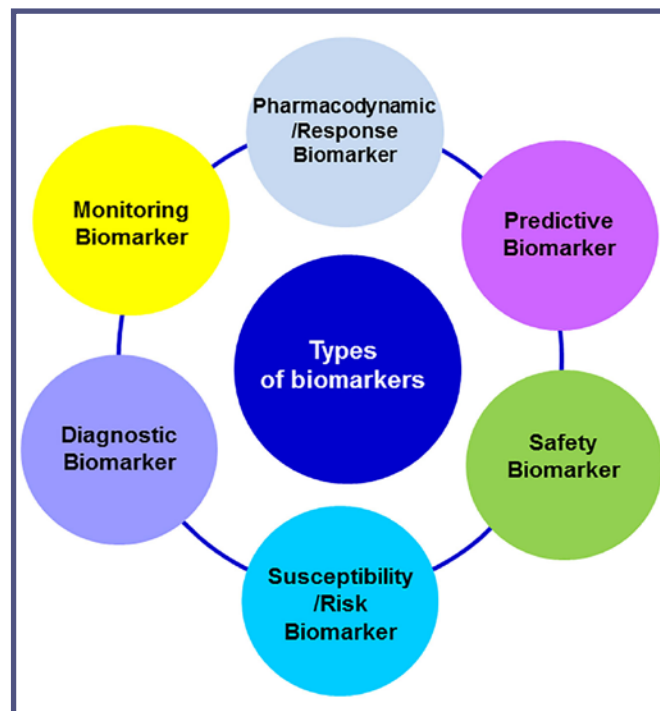 Pharmacodynamic
/Response
Biomarker
Monitoring
Biomarker
Predictive
Biomarker
Types
of biomarkers
Diagnostic
Biomarker
Safety
Biomarker
Susceptibility
/Risk
Biomarker